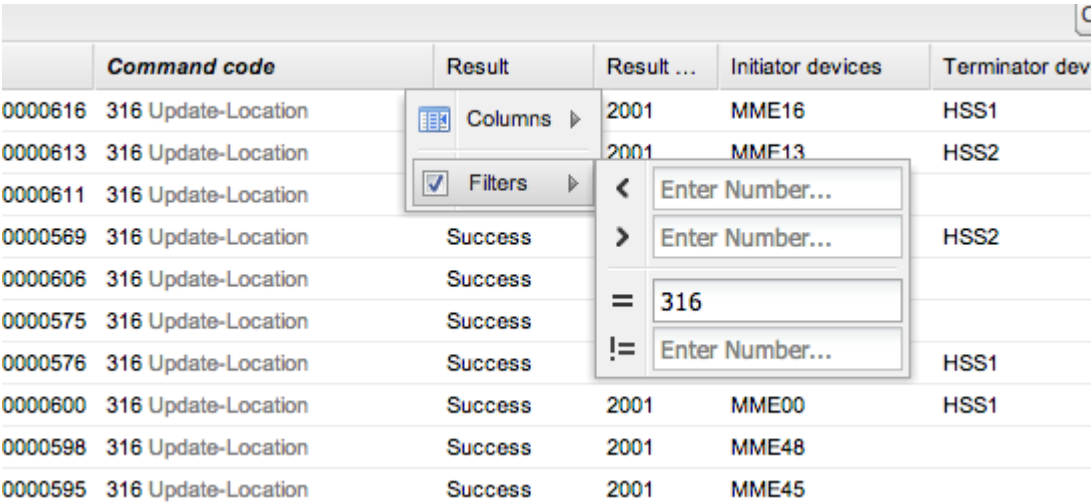 C
Command code Result Result ... Initiator devices Terminator dev
0000616 316 Update-Location 2001 MME16 HSS1
Columns
0000613 316 Update-Location 2001 MME13 HSS2
0000611 316 Update-Location
Filters
< Enter Number...
0000569 316 Update-Location Success HSS2
> Enter Number...
0000606 316 Update-Location Success
= 316
0000575 316 Update-Location Success
!= Enter Number...
0000576 316 Update-Location Success HSS1
0000600 316 Update-Location Success 2001 MME00 HSS1
0000598 316 Update-Location Success 2001 MME48
0000595 316 Update-Location Success 2001 MME45